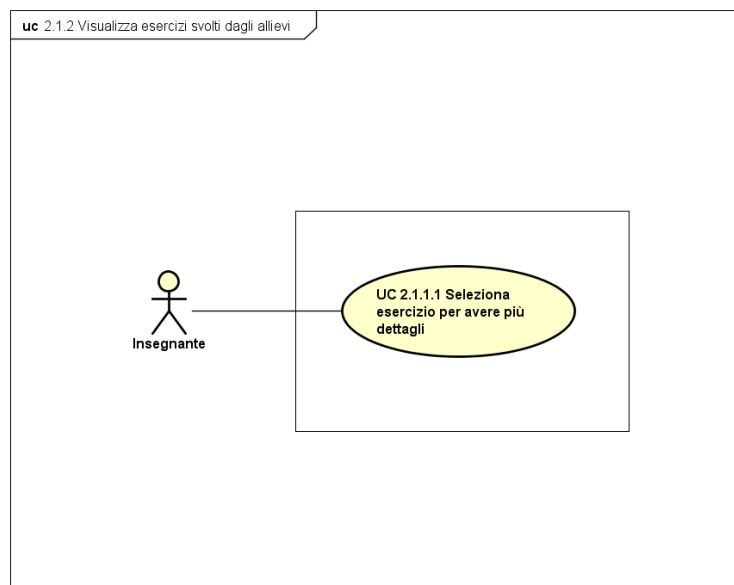 uc 2.1.2 Visualizza esercizi svolti dagli allievi
UC 2.1.1.1 Seleziona
esercizio per avere più
dettagli
Insegnante